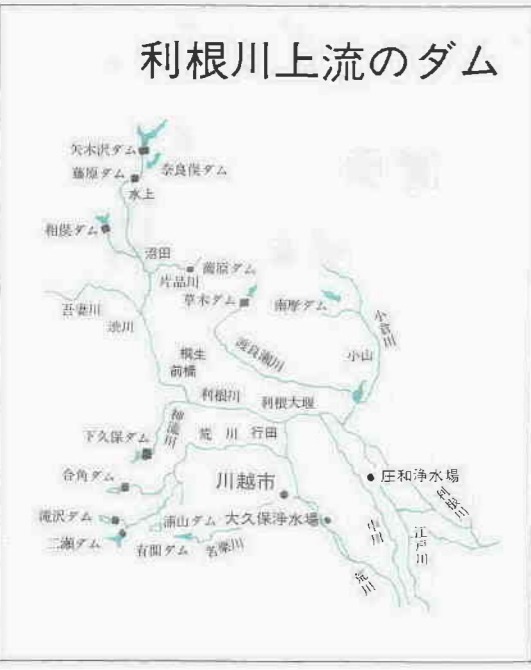 利根川上流のダム
矢木沢ダム
奈良俣ダム
藤原ダム
水上
相俣ダム
沼田
薗原ダム
片品川
草木ダム
南摩ダム
吾妻川
渋川
小倉川
渡良瀬川
小山
桐生
前橋
利根川
利根大堰
神流川
荒川
行田
下久保ダム
合角ダム
川越市
圧和浄水場
利根川
滝沢ダム
浦山ダム
大久保浄水場
二瀬ダム
有間ダム
名栗川
中川
江戸川
荒川